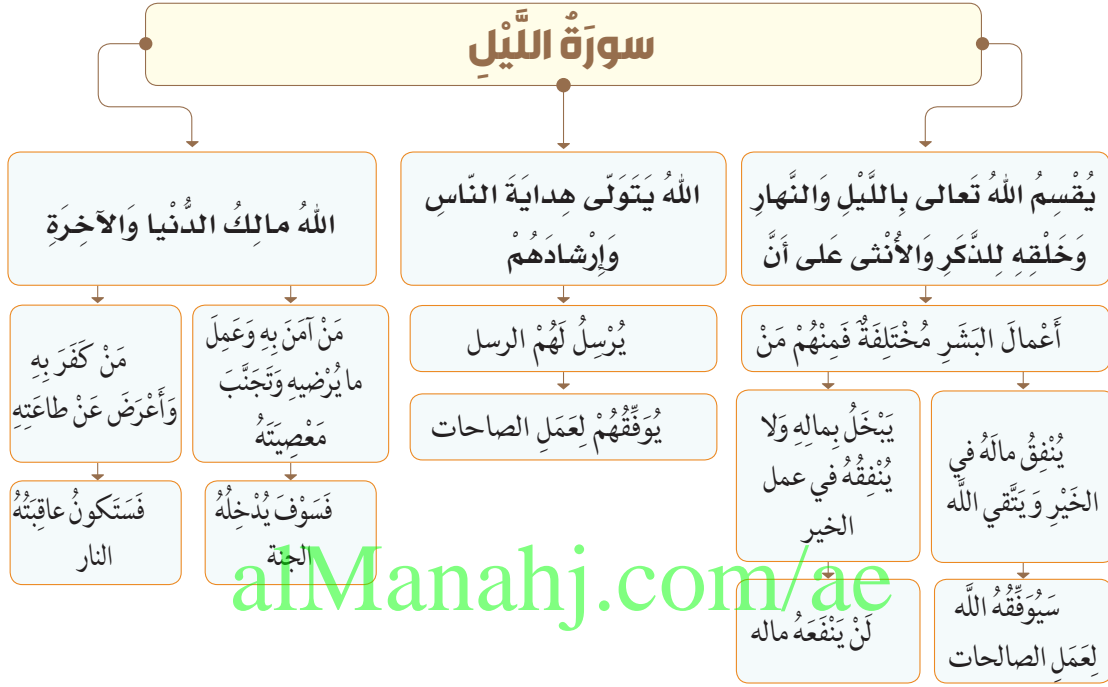 سورَةُ اللَّيْلِ
يُقْسِمُ اللهُ تَعالى بِاللَّيْلِ وَالنَّهارِ
وَخَلْقِهِ لِلذَّكَرِ وَالأُنْثى عَلى أَنَّ
أَعْمالَ البَشَرِ مُخْتَلِفَةٌ فَمِنْهُمْ مَنْ
يُنْفِقُ مالَهُ في
الخَيْرِ وَيَتَّقي اللَّه
سَيُوَفِّقُهُ اللَّه
لِعَمَلِ الصالحات
يَبْخَلُ بِمالِهِ وَلا
يُنْفِقُهُ في عمل
الخير
لَنْ يَنْفَعَهُ ماله
اللهُ يَتَوَلّى هِدايَةَ النّاسِ
وَإِرْشادَهُمْ
يُرْسِلُ لَهُمْ الرسل
يُوَفِّقُهُمْ لِعَمَلِ الصاحات
اللهُ مالِكُ الدُّنْيا وَالآخِرَةِ
مَنْ آمَنَ بِهِ وَعَمِلَ
ما يُرْضيهِ وَتَجَنَّبَ
مَعْصِيَتَهُ
فَسَوْفَ يُدْخِلُهُ
الجنة
مَنْ كَفَرَ بِهِ
وَأَعْرَضَ عَنْ طاعَتِهِ
فَسَتَكونُ عاقِبَتُهُ
النار
alManahj.com/ae